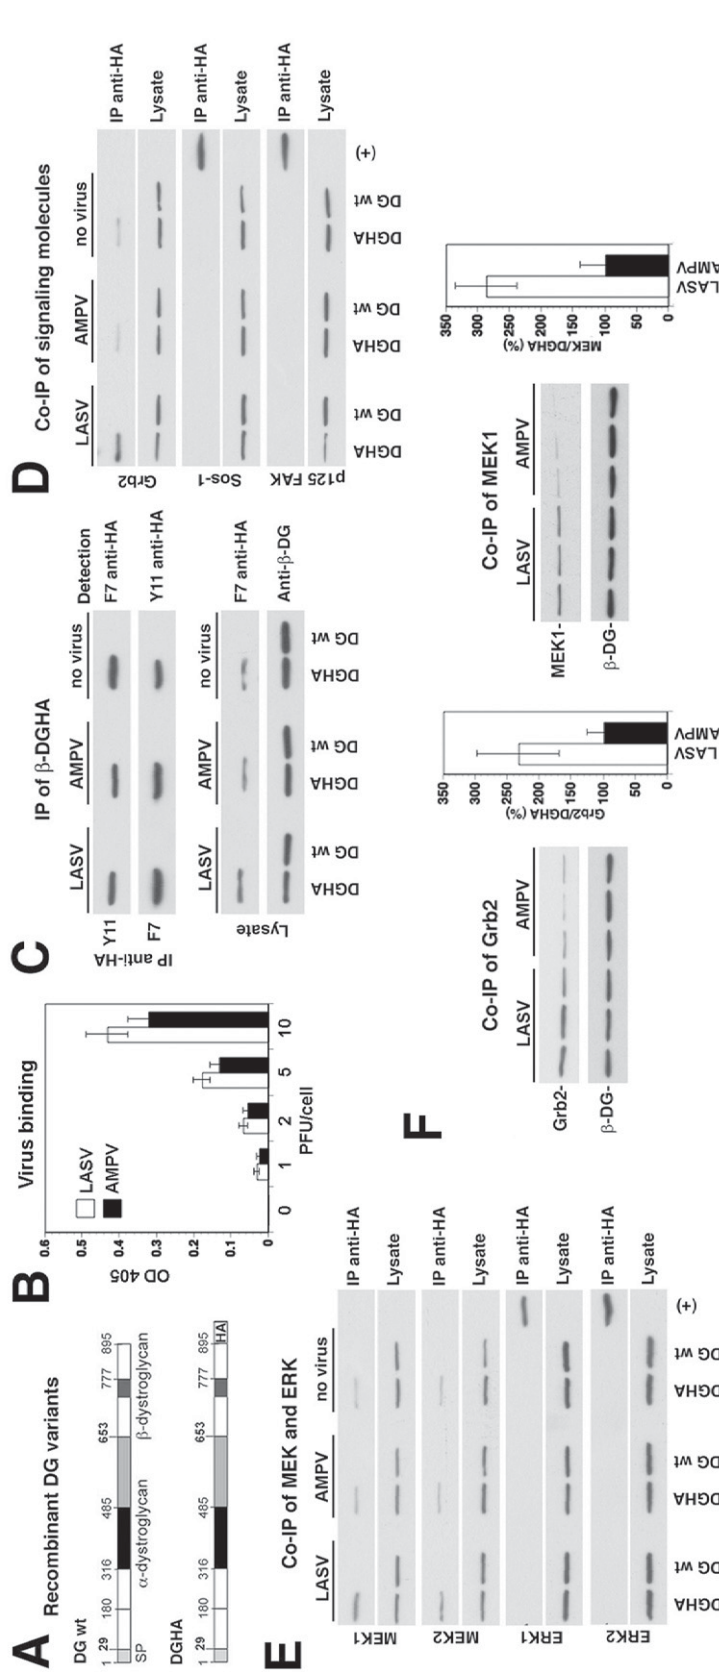 A Recombinant DG variants
DG wt
1 29 180 316 485 653 777 895
SP α-dystroglycan β-dystroglycan
DGHA
1 29 180 316 485 653 777 895
HA
B Virus binding
LASV
AMPV
OD 405
0.6
0.5
0.4
0.3
0.2
0.1
0
0 1 2 5 10
PFU/cell
C IP of β-DGHA
LASV AMPV no virus Detection
IP anti-HA
Y11 F7 anti-HA
F7 Y11 anti-HA
LASV AMPV no virus
Lysate
F7 anti-HA
Anti-β-DG
DGHA DG wt DGHA DG wt DGHA DG wt
D Co-IP of signaling molecules
LASV AMPV no virus
Grb2 IP anti-HA
Lysate
Sos-1 IP anti-HA
Lysate
p125 FAK IP anti-HA
Lysate
DGHA DG wt DGHA DG wt DGHA DG wt (+)
E Co-IP of MEK and ERK
LASV AMPV no virus
MEK1 IP anti-HA
Lysate
MEK2 IP anti-HA
Lysate
ERK1 IP anti-HA
Lysate
ERK2 IP anti-HA
Lysate
DGHA DG wt DGHA DG wt DGHA DG wt (+)
F Co-IP of Grb2
LASV AMPV
Grb2-
β-DG-
Grb2/DGHA (%)
350
300
250
200
150
100
50
0
LASV AMPV
Co-IP of MEK1
LASV AMPV
MEK1-
β-DG-
MEK/DGHA (%)
350
300
250
200
150
100
50
0
LASV AMPV